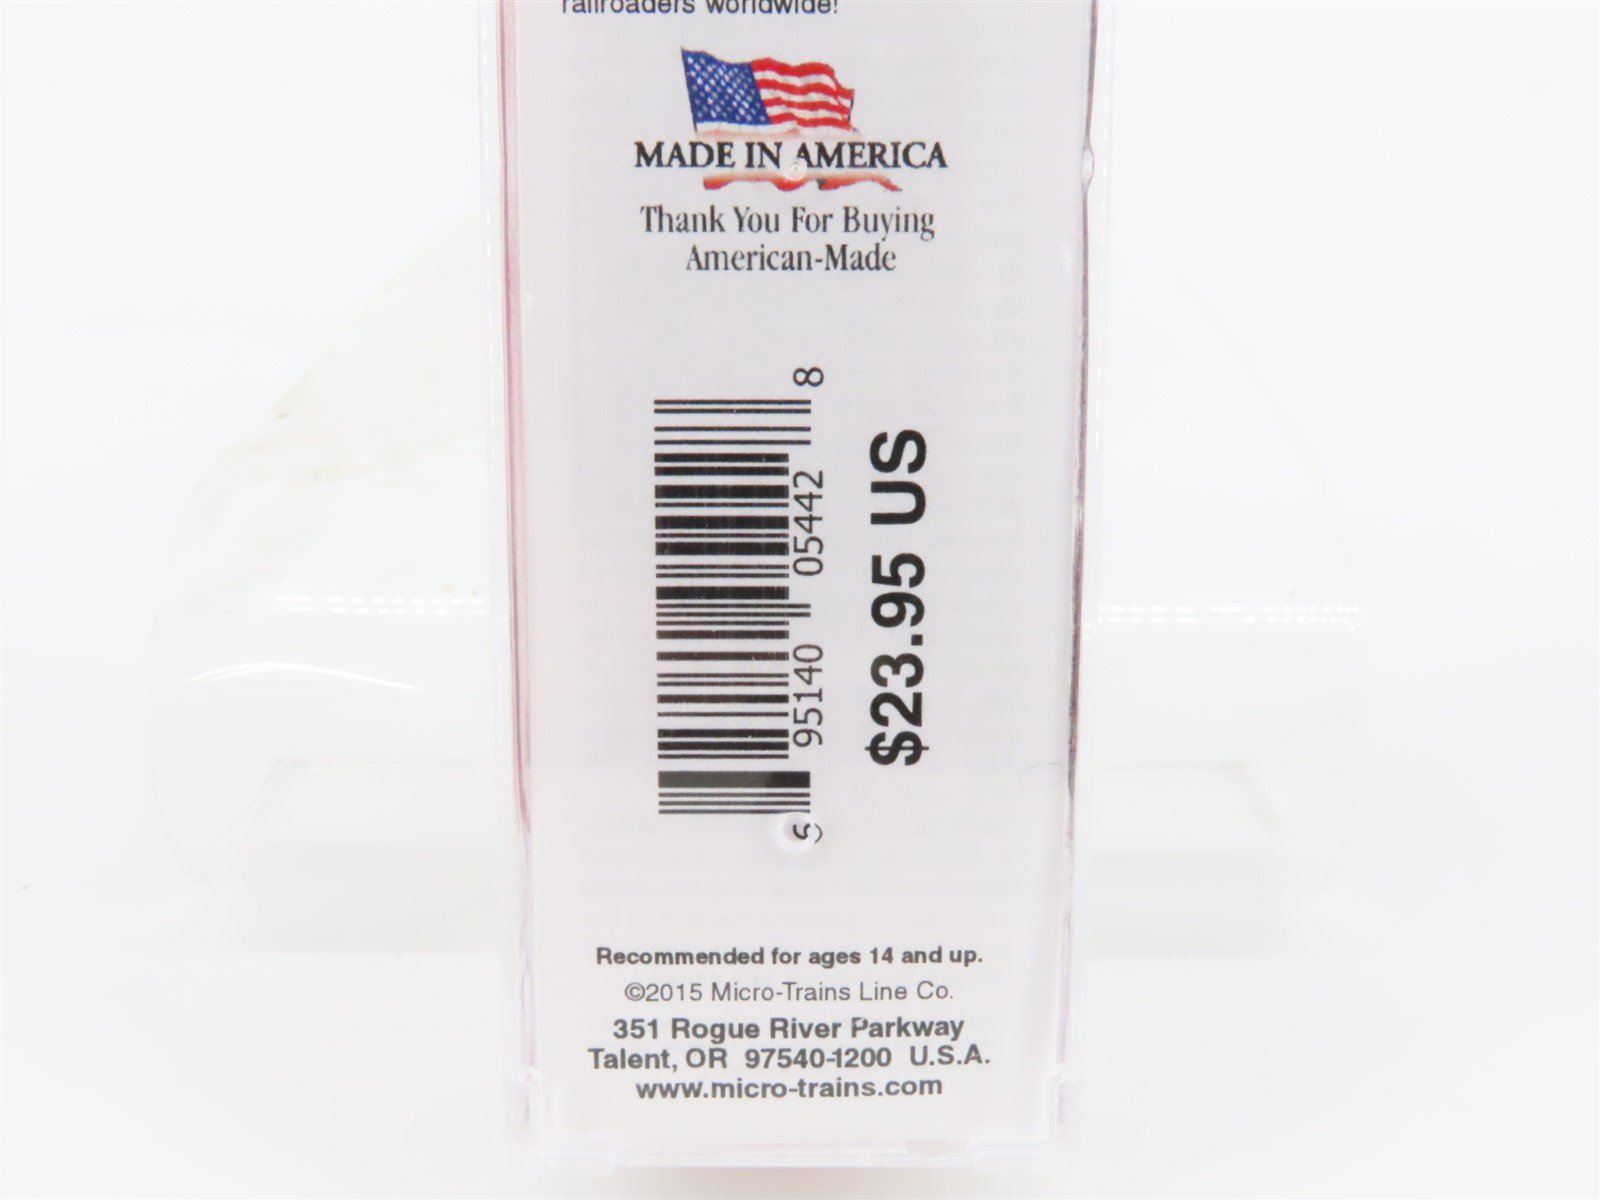 railroaders worldwide!
MADE IN AMERICA
Thank You For Buying
American-Made
95140 05442 8
$23.95 US
Recommended for ages 14 and up.
©2015 Micro-Trains Line Co.
351 Rogue River Parkway
Talent, OR 97540-1200 U.S.A.
www.micro-trains.com